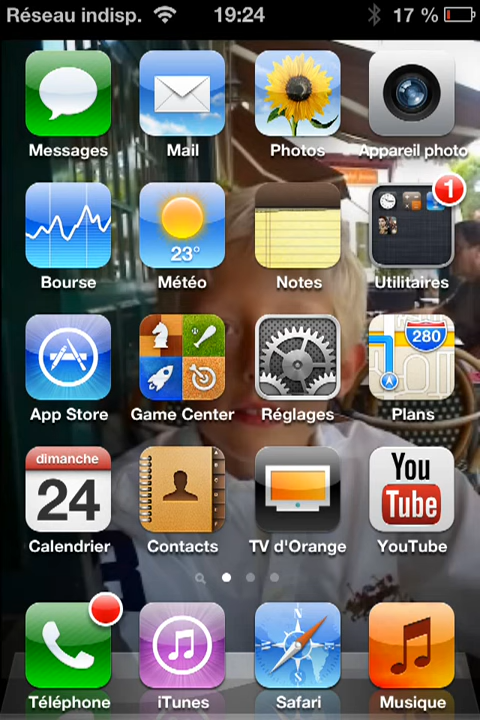 Réseau indisp. 19:24 17 %
Messages Mail Photos Appareil photo
23°
1
Bourse Météo Notes Utilitaires
280
App Store Game Center Réglages Plans
dimanche
24
You
Tube
Calendrier Contacts TV d'Orange YouTube
N
Téléphone iTunes Safari Musique